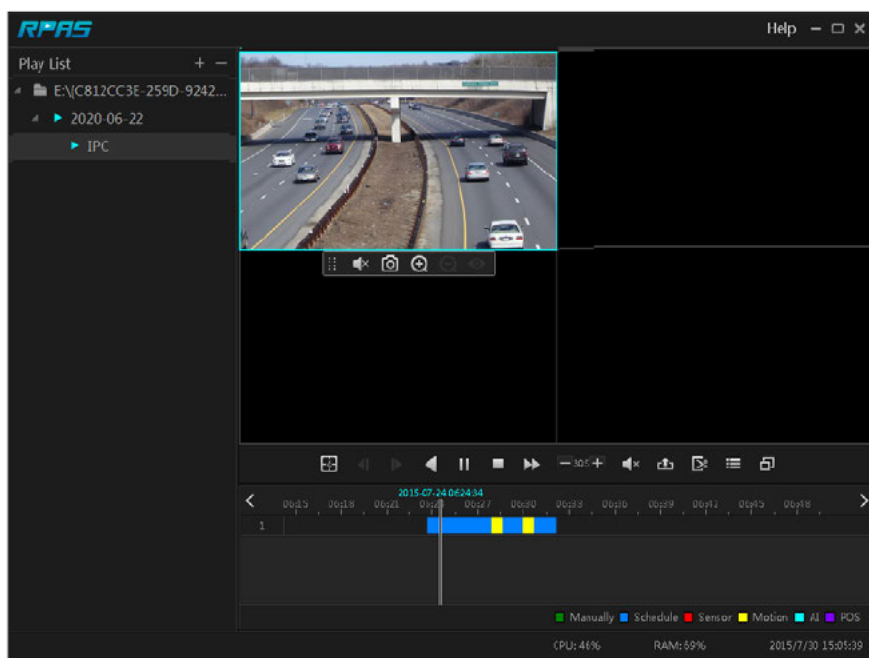 RPAS
Help
Play List + −
E:\[C812CC3E-259D-9242...
2020-06-22
IPC
30S
2015-07-24 06:24:34
06:15 06:18 06:21 06:24 06:27 06:30 06:33 06:36 06:39 06:42 06:45 06:48
1
Manually Schedule Sensor Motion AI POS
CPU: 46% RAM: 69% 2015/7/30 15:05:39